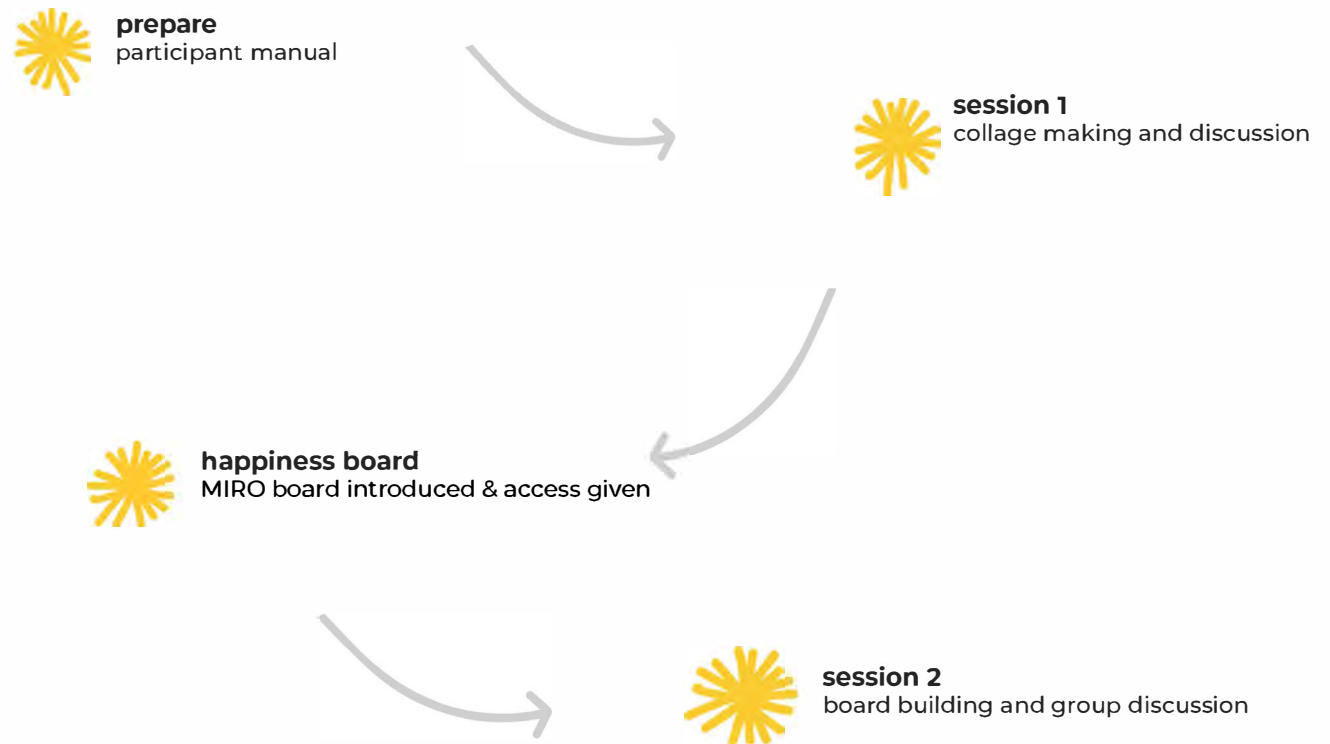 prepare
participant manual
session 1
collage making and discussion
happiness board
MIRO board introduced & access given
session 2
board building and group discussion